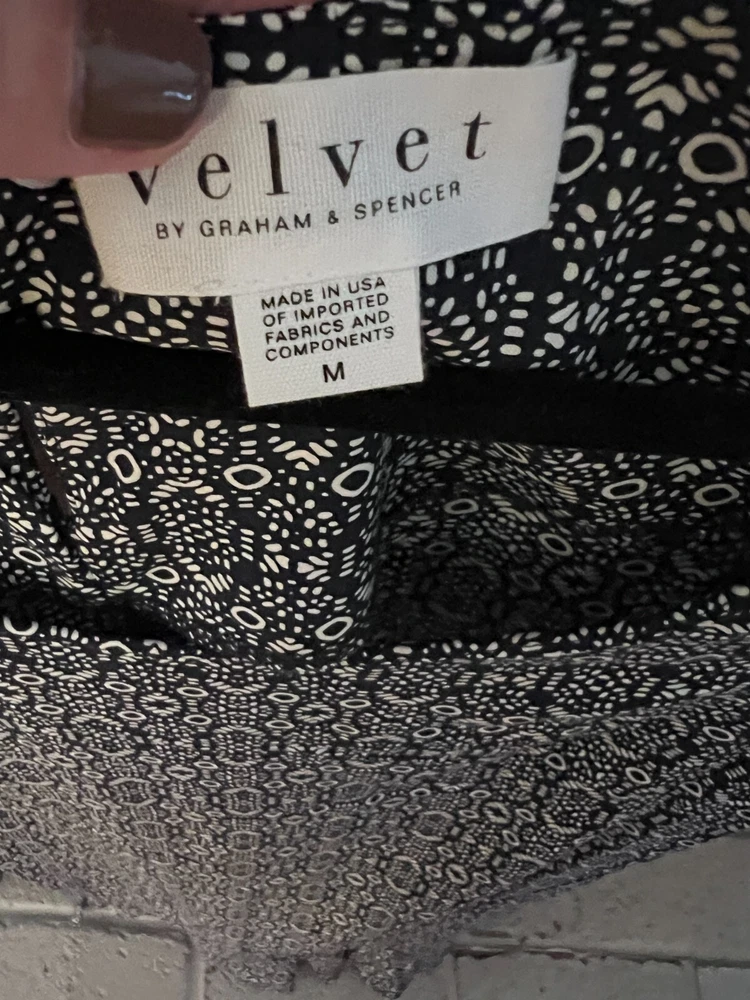 velvet
BY GRAHAM & SPENCER
MADE IN USA
OF IMPORTED
FABRICS AND
COMPONENTS
M